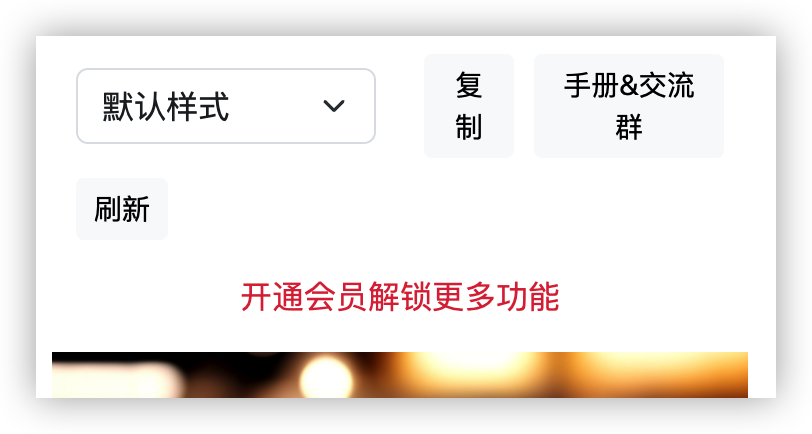 默认样式
复
制
手册&交流
群
刷新
开通会员解锁更多功能